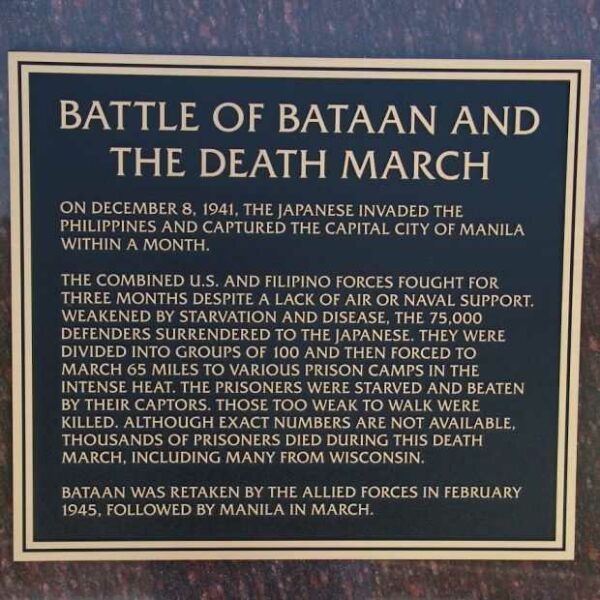 BATTLE OF BATAAN AND
THE DEATH MARCH
ON DECEMBER 8, 1941, THE JAPANESE INVADED THE
PHILIPPINES AND CAPTURED THE CAPITAL CITY OF MANILA
WITHIN A MONTH.
THE COMBINED U.S. AND FILIPINO FORCES FOUGHT FOR
THREE MONTHS DESPITE A LACK OF AIR OR NAVAL SUPPORT.
WEAKENED BY STARVATION AND DISEASE, THE 75,000
DEFENDERS SURRENDERED TO THE JAPANESE. THEY WERE
DIVIDED INTO GROUPS OF 100 AND THEN FORCED TO
MARCH 65 MILES TO VARIOUS PRISON CAMPS IN THE
INTENSE HEAT. THE PRISONERS WERE STARVED AND BEATEN
BY THEIR CAPTORS. THOSE TOO WEAK TO WALK WERE
KILLED. ALTHOUGH EXACT NUMBERS ARE NOT AVAILABLE,
THOUSANDS OF PRISONERS DIED DURING THIS DEATH
MARCH, INCLUDING MANY FROM WISCONSIN.
BATAAN WAS RETAKEN BY THE ALLIED FORCES IN FEBRUARY
1945, FOLLOWED BY MANILA IN MARCH.